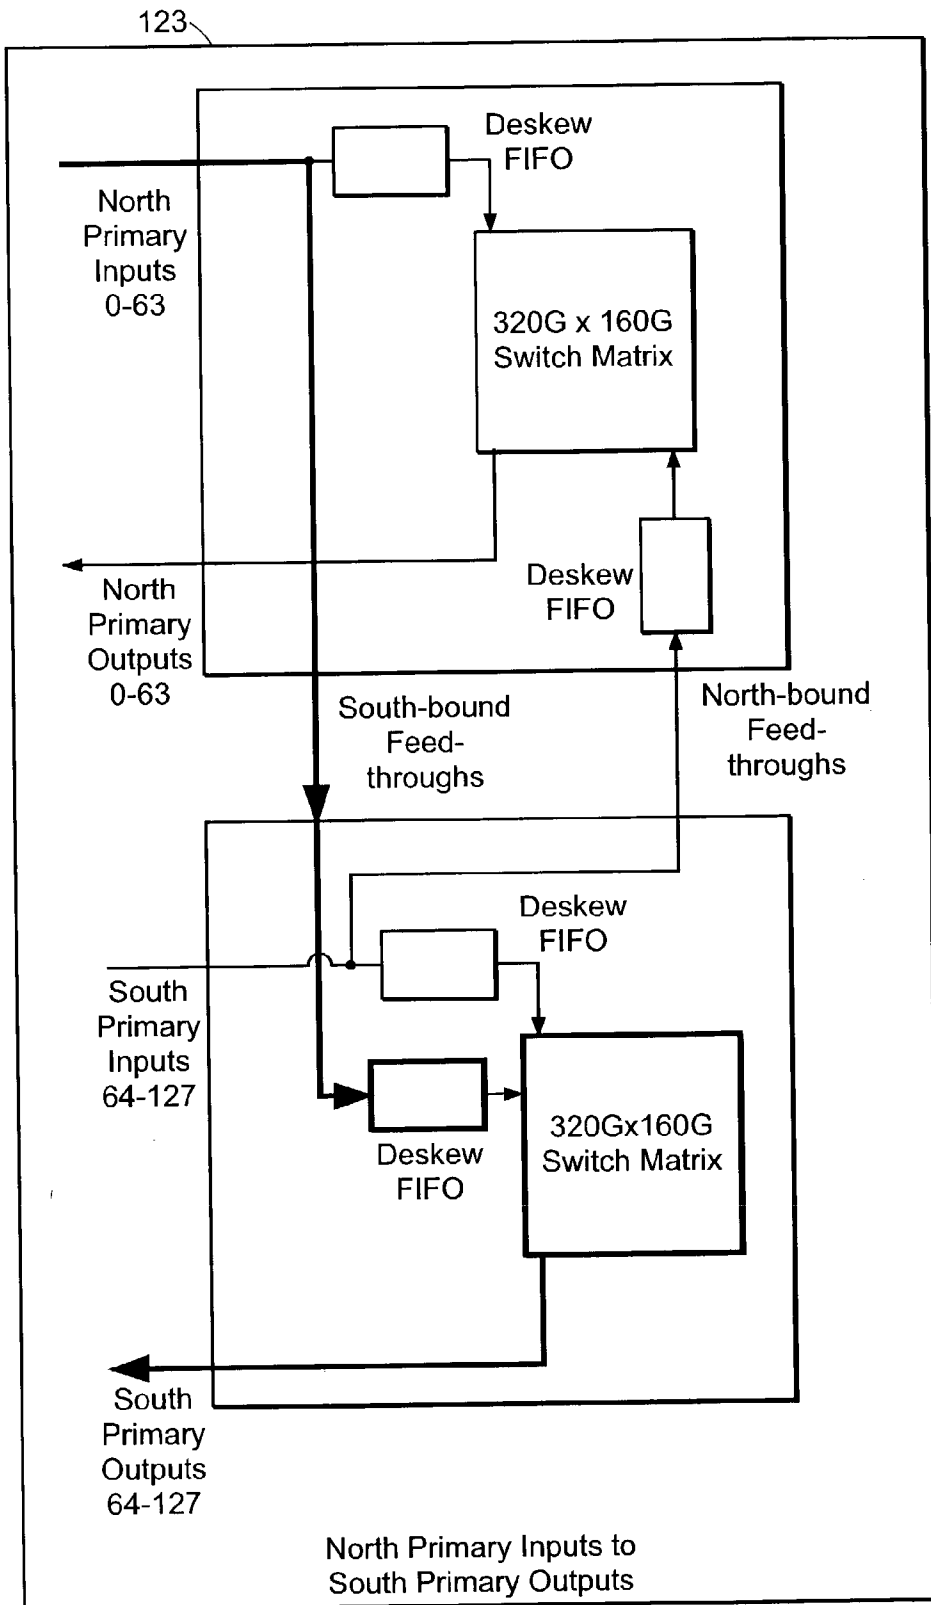 123
Deskew
FIFO
North
Primary
Inputs
0-63
320G x 160G
Switch Matrix
Deskew
FIFO
North
Primary
Outputs
0-63
South-bound
Feed-
throughs
North-bound
Feed-
throughs
Deskew
FIFO
South
Primary
Inputs
64-127
320Gx160G
Switch Matrix
Deskew
FIFO
South
Primary
Outputs
64-127
North Primary Inputs to
South Primary Outputs